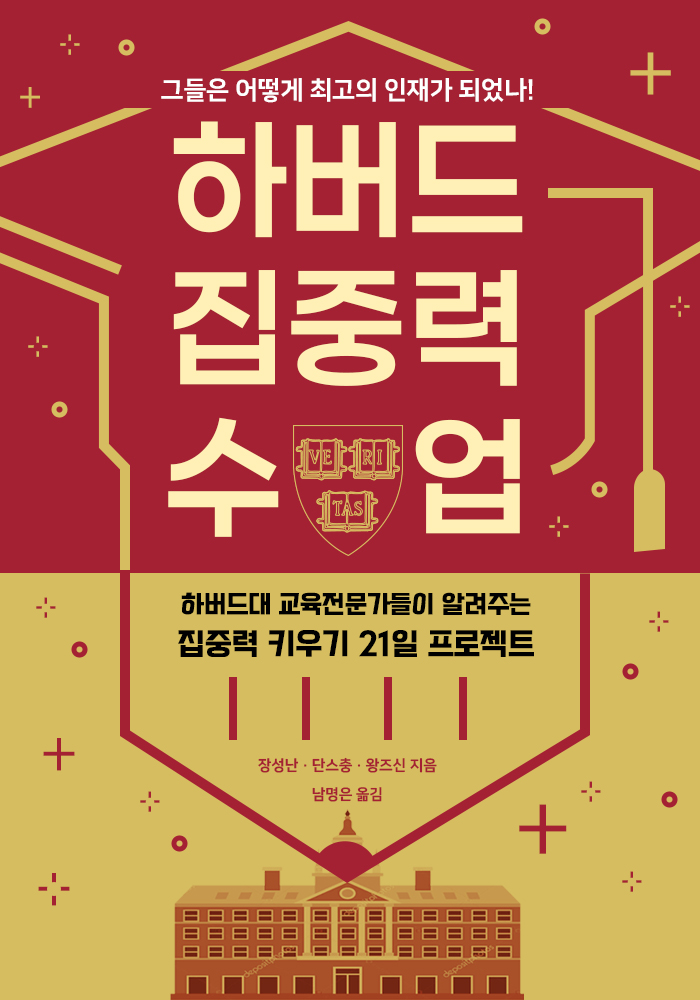 그들은 어떻게 최고의 인재가 되었나!
하버드
집중력
수업
VE RI
TAS
하버드대 교육전문가들이 알려주는
집중력 키우기 21일 프로젝트
장성난 · 단스충 · 왕즈신 지음
남명은 옮김